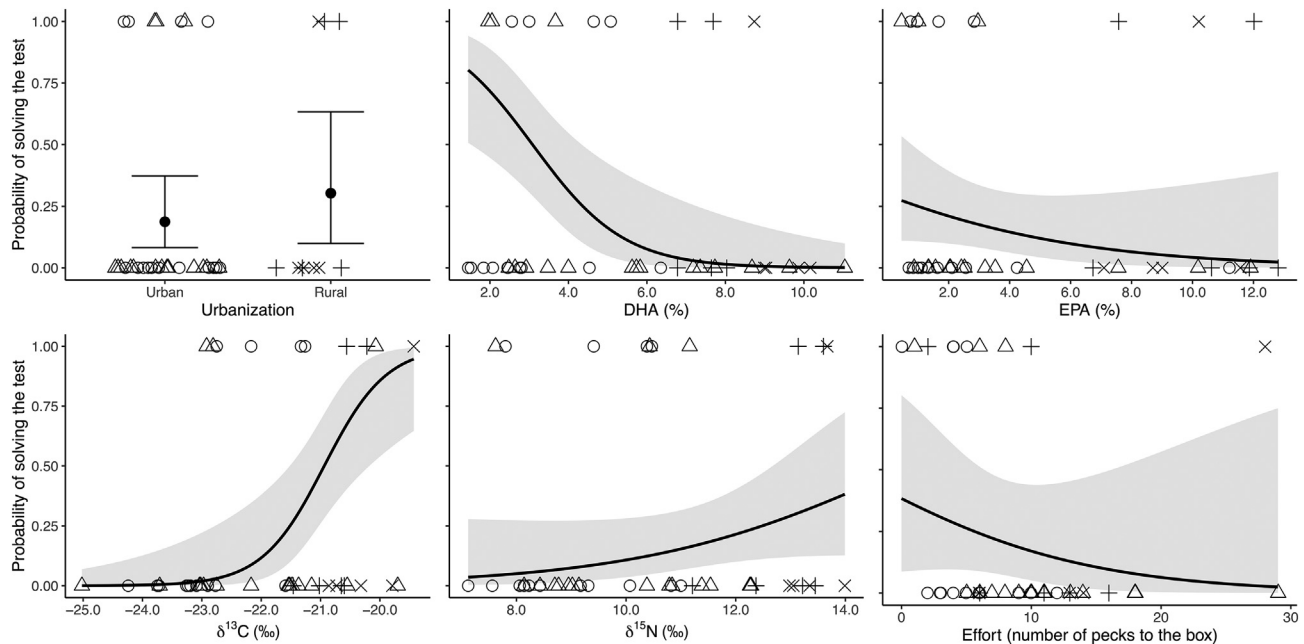 Probability of solving the test
1.00
0.75
0.50
0.25
0.00
Urban Rural
Urbanization
2.0 4.0 6.0 8.0 10.0
DHA (%)
2.0 4.0 6.0 8.0 10.0 12.0
EPA (%)
Probability of solving the test
1.00
0.75
0.50
0.25
0.00
−25.0 −24.0 −23.0 −22.0 −21.0 −20.0
δ¹³C (‰)
8.0 10.0 12.0 14.0
δ¹⁵N (‰)
0 10 20 30
Effort (number of pecks to the box)